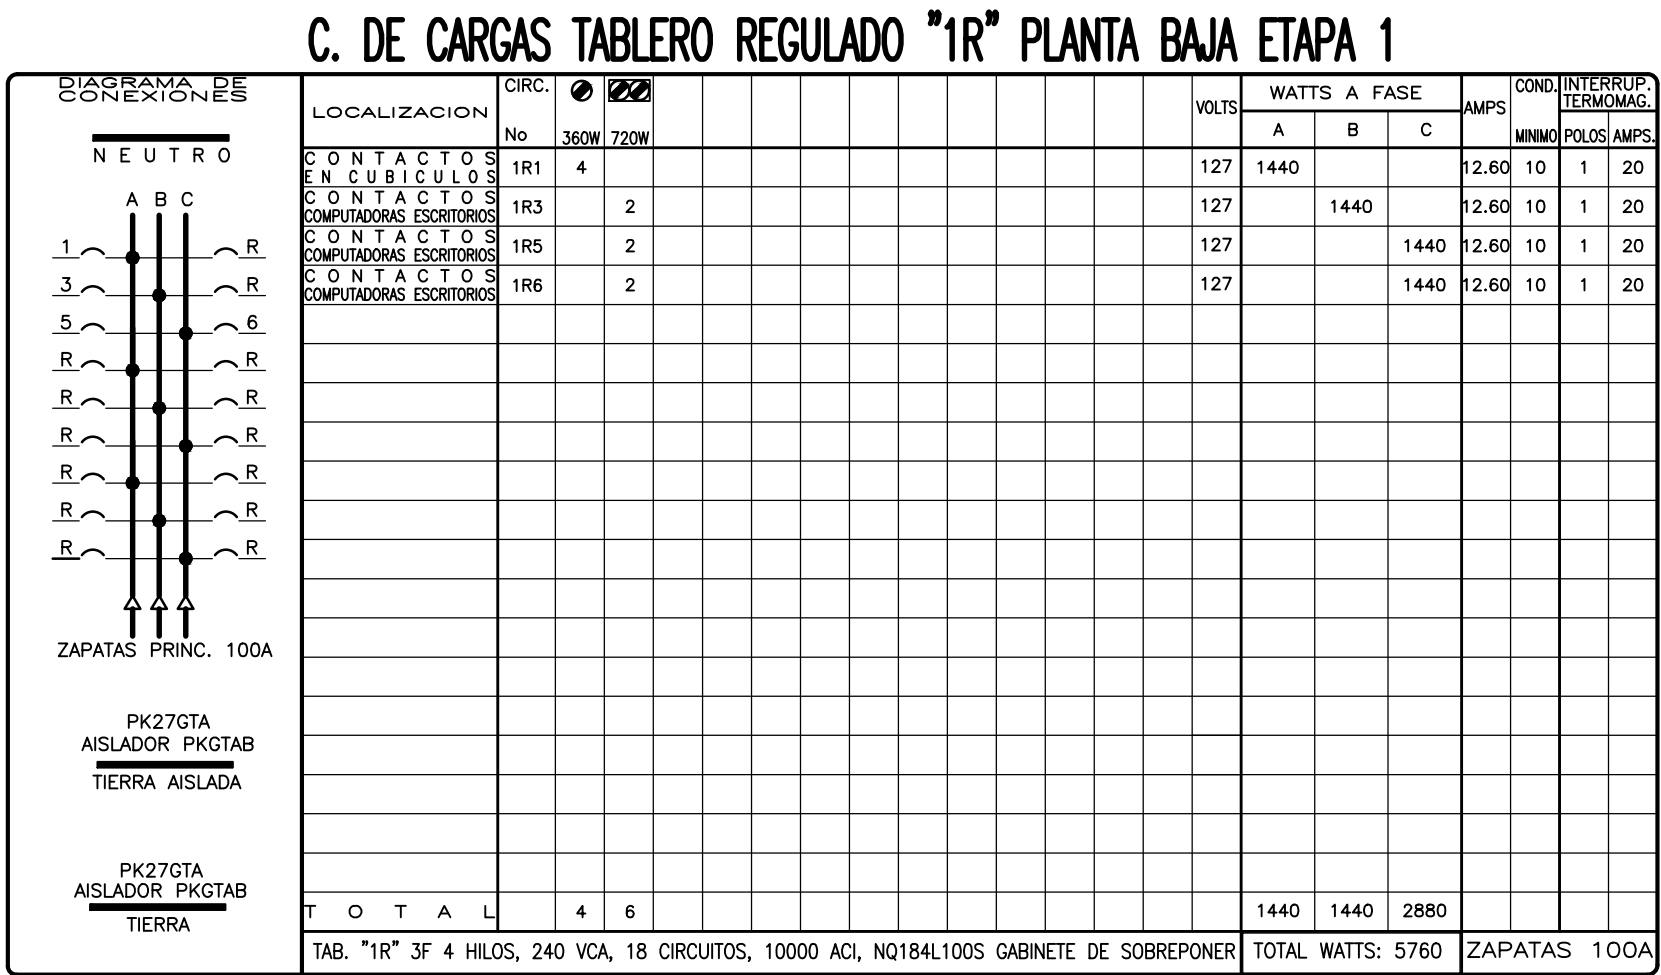 C. DE CARGAS TABLERO REGULADO "1R" PLANTA BAJA ETAPA 1
DIAGRAMA DE
CONEXIONES
NEUTRO
A B C
1 R
3 R
5 6
R R
R R
R R
R R
R R
R R
ZAPATAS PRINC. 100A
PK27GTA
AISLADOR PKGTAB
TIERRA AISLADA
PK27GTA
AISLADOR PKGTAB
TIERRA
LOCALIZACION
CIRC.
No
360W 720W
VOLTS
WATTS A FASE
A B C
AMPS
COND.
MINIMO
INTERRUP.
TERMOMAG.
POLOS AMPS.
CONTACTOS
EN CUBICULOS
1R1 4 127 1440 12.60 10 1 20
CONTACTOS
COMPUTADORAS ESCRITORIOS
1R3 2 127 1440 12.60 10 1 20
CONTACTOS
COMPUTADORAS ESCRITORIOS
1R5 2 127 1440 12.60 10 1 20
CONTACTOS
COMPUTADORAS ESCRITORIOS
1R6 2 127 1440 12.60 10 1 20
TOTAL 4 6 1440 1440 2880
TAB. "1R" 3F 4 HILOS, 240 VCA, 18 CIRCUITOS, 10000 ACI, NQ184L100S GABINETE DE SOBREPONER TOTAL WATTS: 5760 ZAPATAS 100A